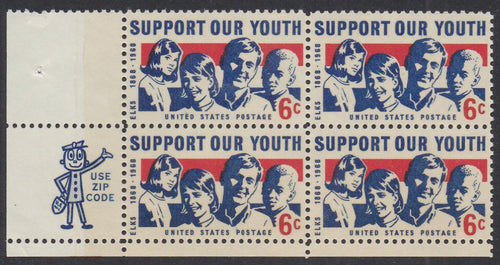 SUPPORT OUR YOUTH
ELKS 1868-1968
6c
UNITED STATES POSTAGE
SUPPORT OUR YOUTH
ELKS 1868-1968
6c
UNITED STATES POSTAGE
USE
ZIP
CODE
SUPPORT OUR YOUTH
ELKS 1868-1968
6c
UNITED STATES POSTAGE
SUPPORT OUR YOUTH
ELKS 1868-1968
6c
UNITED STATES POSTAGE